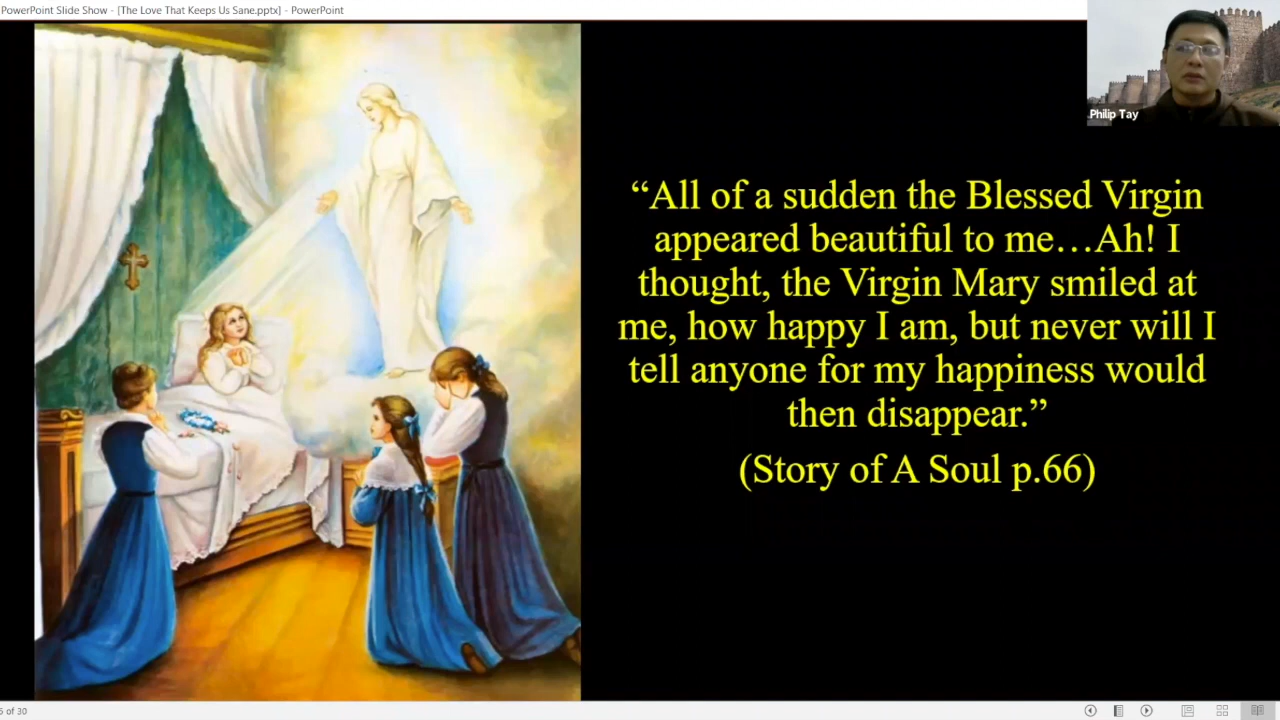 PowerPoint Slide Show - [The Love That Keeps Us Sane.pptx] - PowerPoint
Philip Tay
“All of a sudden the Blessed Virgin
appeared beautiful to me…Ah! I
thought, the Virgin Mary smiled at
me, how happy I am, but never will I
tell anyone for my happiness would
then disappear.”
(Story of A Soul p.66)
of 30